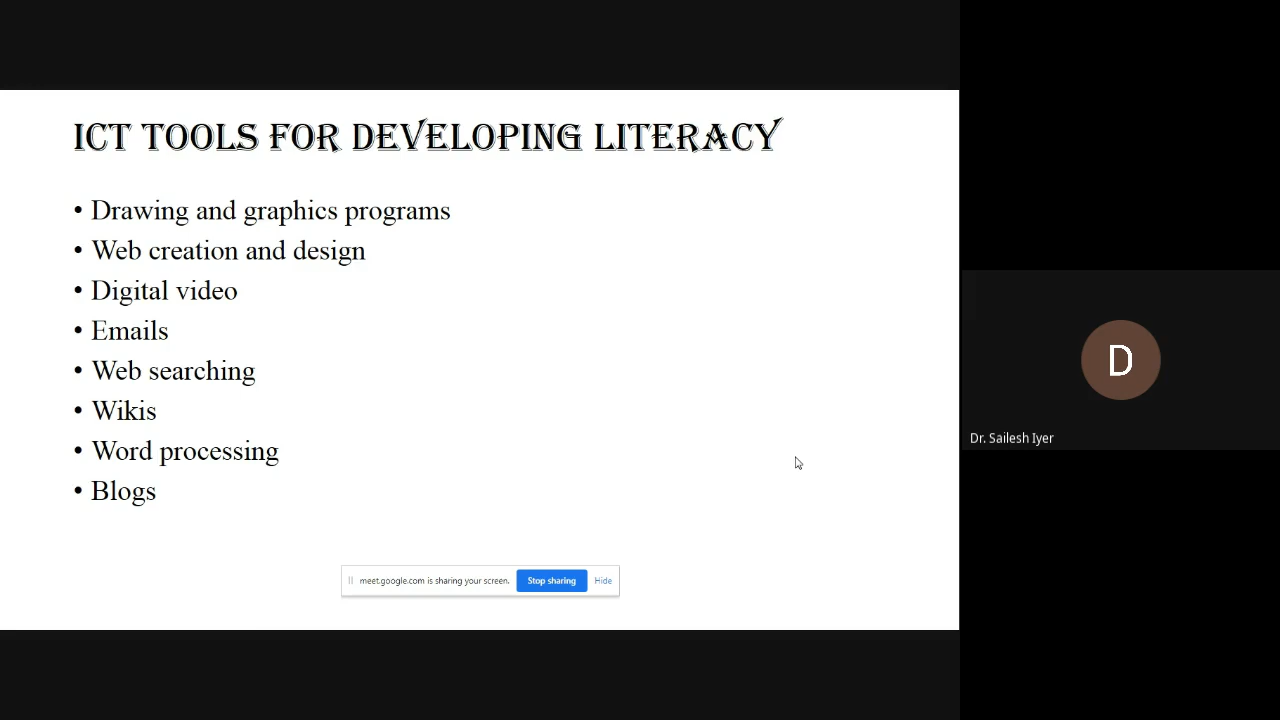 ICT TOOLS FOR DEVELOPING LITERACY
• Drawing and graphics programs
• Web creation and design
• Digital video
• Emails
• Web searching
• Wikis
• Word processing
• Blogs
meet.google.com is sharing your screen. Stop sharing Hide
D
Dr. Sailesh Iyer